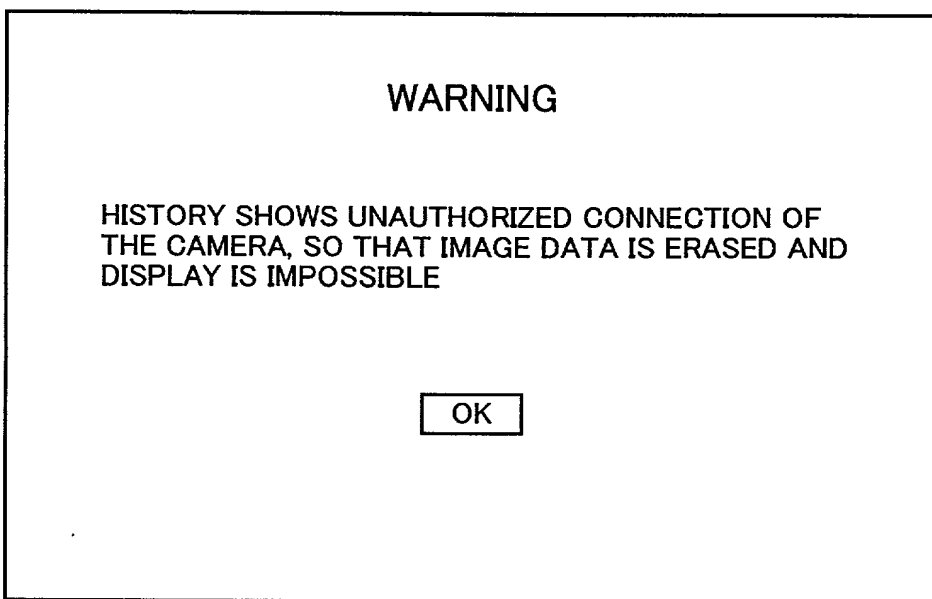 WARNING
HISTORY SHOWS UNAUTHORIZED CONNECTION OF
THE CAMERA, SO THAT IMAGE DATA IS ERASED AND
DISPLAY IS IMPOSSIBLE
OK